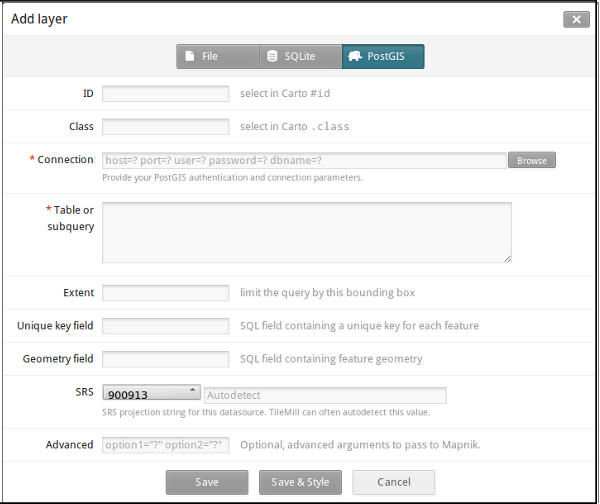 Add layer
File SQLite PostGIS
ID select in Carto #id
Class select in Carto .class
* Connection host=? port=? user=? password=? dbname=? Browse
Provide your PostGIS authentication and connection parameters.
* Table or
subquery
Extent limit the query by this bounding box
Unique key field SQL field containing a unique key for each feature
Geometry field SQL field containing feature geometry
SRS 900913 Autodetect
SRS projection string for this datasource. TileMill can often autodetect this value.
Advanced option1="?" option2="?" Optional, advanced arguments to pass to Mapnik.
Save Save & Style Cancel